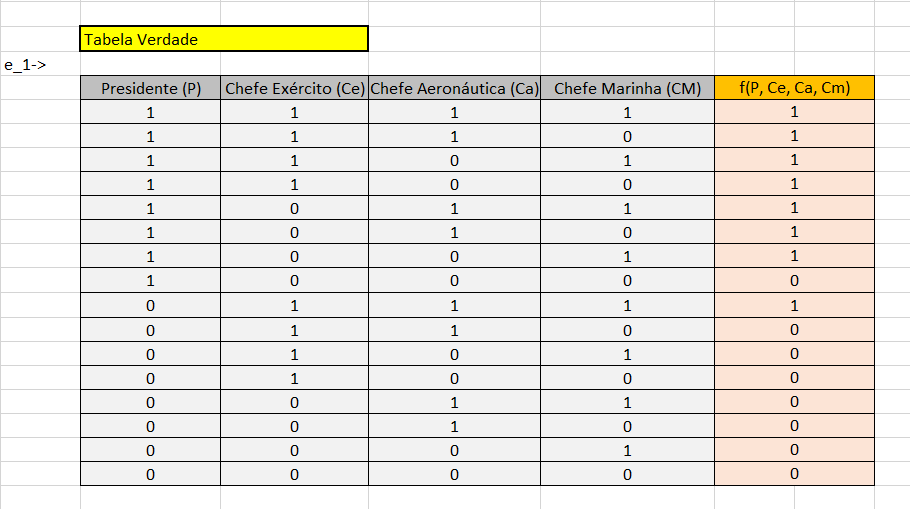 Tabela Verdade
e_1->
Presidente (P) Chefe Exército (Ce) Chefe Aeronáutica (Ca) Chefe Marinha (CM) f(P, Ce, Ca, Cm)
1 1 1 1 1
1 1 1 0 1
1 1 0 1 1
1 1 0 0 1
1 0 1 1 1
1 0 1 0 1
1 0 0 1 1
1 0 0 0 0
0 1 1 1 1
0 1 1 0 0
0 1 0 1 0
0 1 0 0 0
0 0 1 1 0
0 0 1 0 0
0 0 0 1 0
0 0 0 0 0